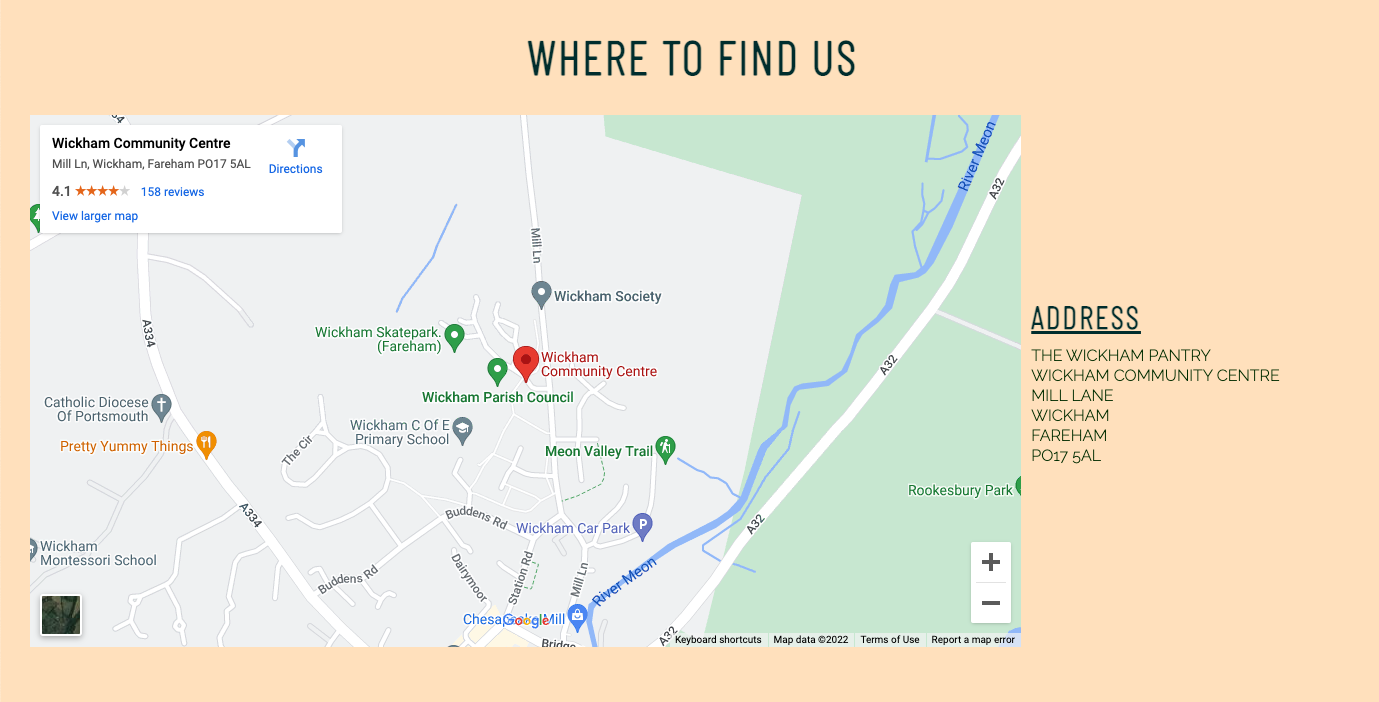 WHERE TO FIND US
Wickham Community Centre
Mill Ln, Wickham, Fareham PO17 5AL
Directions
4.1
158 reviews
View larger map
River Meon
A32
Mill Ln
Wickham Society
Wickham Skatepark.
(Fareham)
A334
Wickham
Community Centre
A32
Wickham Parish Council
Catholic Diocese
Of Portsmouth
Wickham C Of E
Primary School
Pretty Yummy Things
The Cir
Meon Valley Trail
Rookesbury Park
A334
Buddens Rd
Wickham Car Park
A32
Wickham
Montessori School
Buddens Rd
Dairymoor
Station Rd
Mill Ln
River Meon
Google
Mill
A32
Keyboard shortcuts
Map data ©2022
Terms of Use
Report a map error
ADDRESS
THE WICKHAM PANTRY
WICKHAM COMMUNITY CENTRE
MILL LANE
WICKHAM
FAREHAM
PO17 5AL